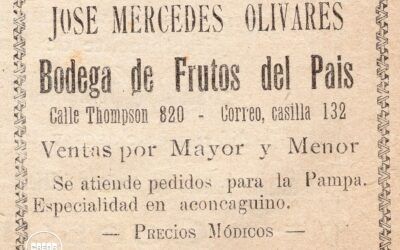 JOSE MERCEDES OLIVARES
Bodega de Frutos del Pais
Calle Thompson 820 - Correo, casilla 132
Ventas por Mayor y Menor
Se atiende pedidos para la Pampa.
Especialidad en aconcaguino.
— PRECIOS MÓDICOS —